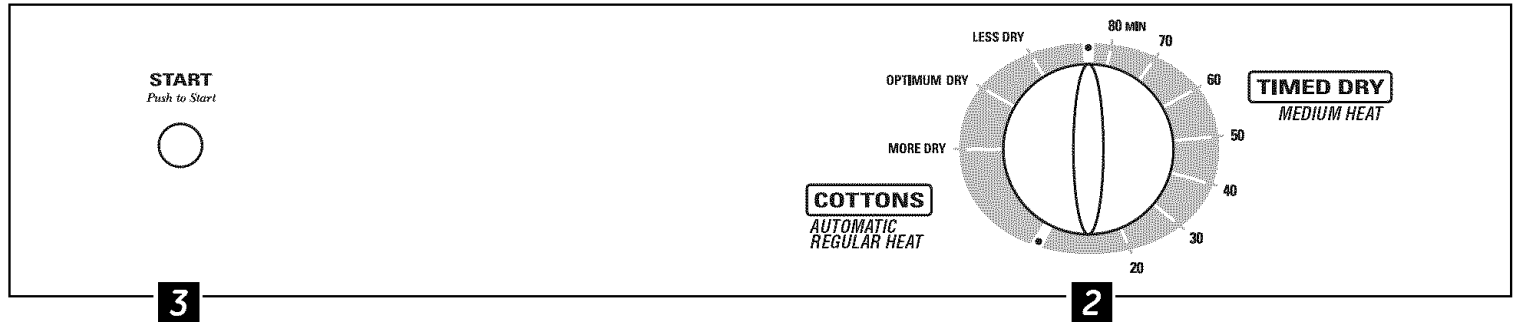 START
Push to Start
3
LESS DRY
OPTIMUM DRY
MORE DRY
COTTONS
AUTOMATIC
REGULAR HEAT
80 MIN
70
60
50
40
30
20
TIMED DRY
MEDIUM HEAT
2